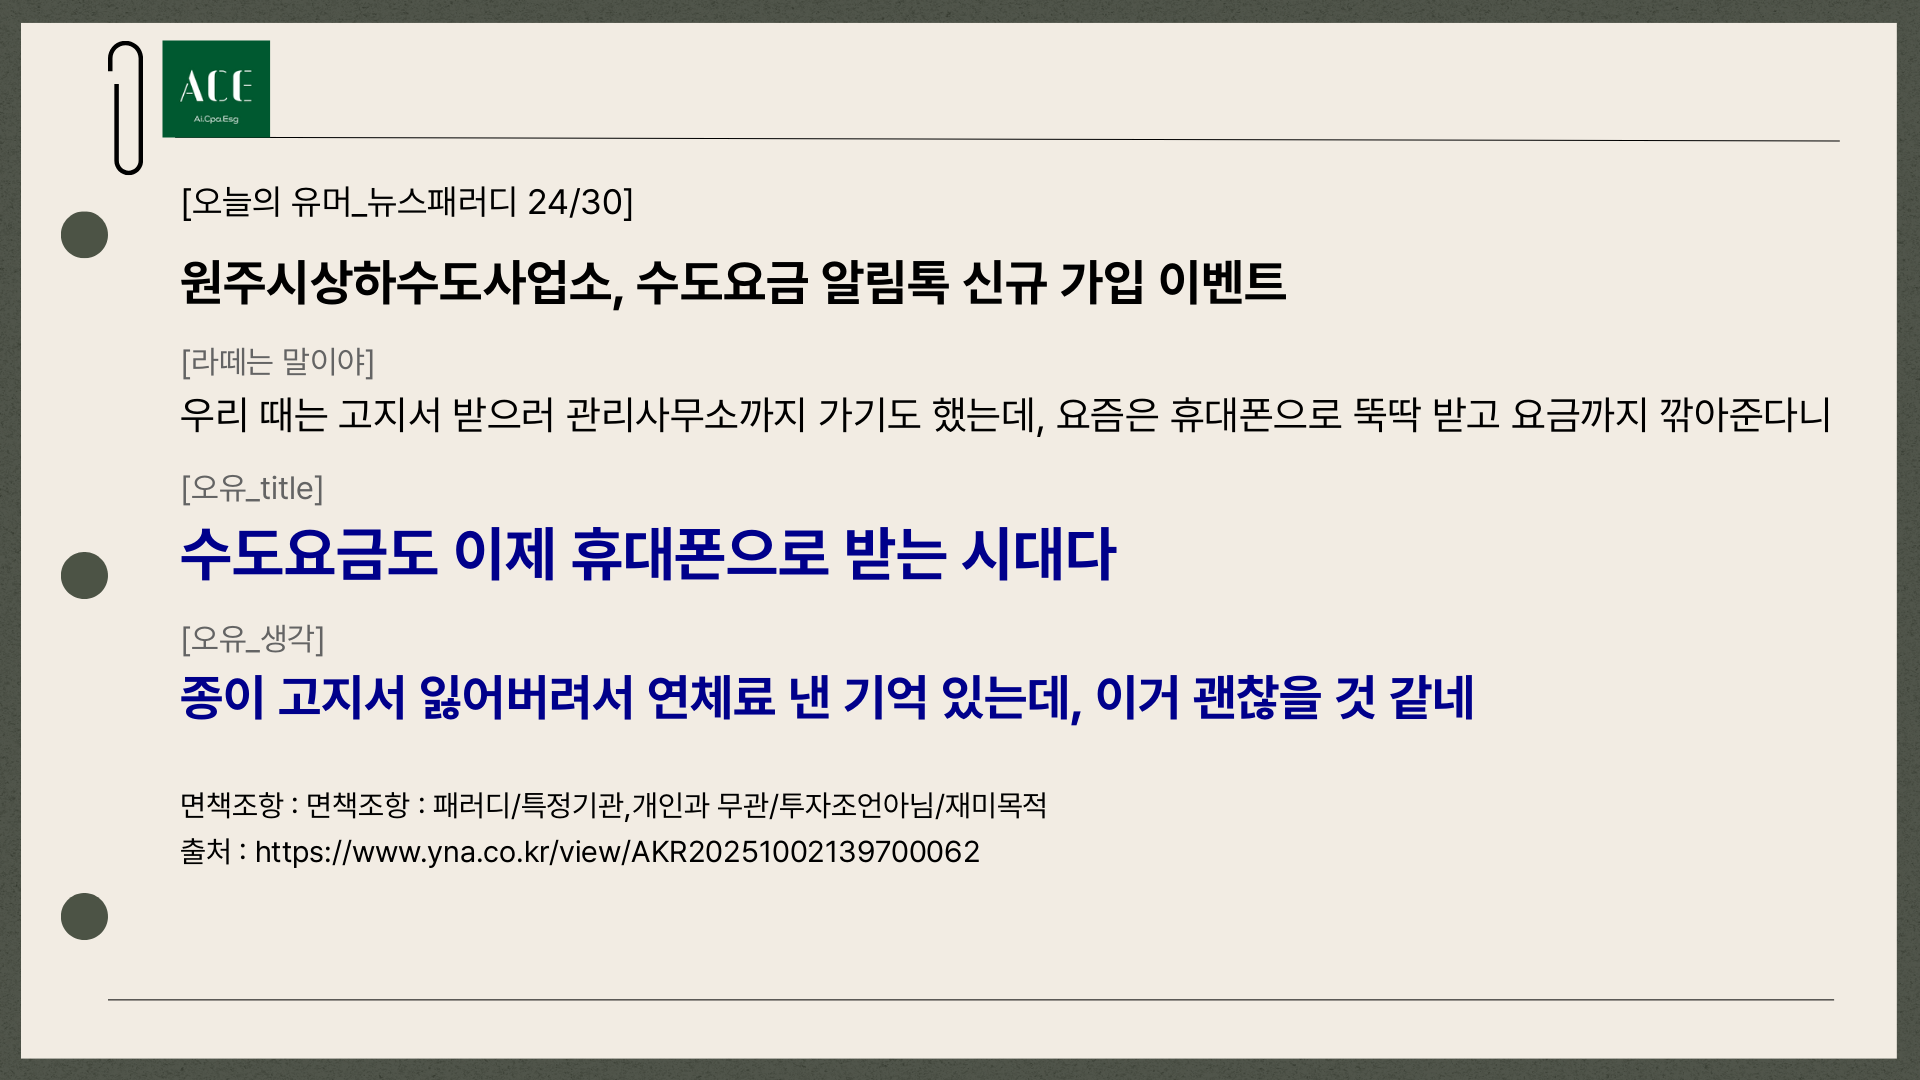 ACE
Ai.Cpa.Esg
[오늘의 유머_뉴스패러디 24/30]
원주시상하수도사업소, 수도요금 알림톡 신규 가입 이벤트
[라떼는 말이야]
우리 때는 고지서 받으러 관리사무소까지 가기도 했는데, 요즘은 휴대폰으로 뚝딱 받고 요금까지 깎아준다니
[오유_title]
수도요금도 이제 휴대폰으로 받는 시대다
[오유_생각]
종이 고지서 잃어버려서 연체료 낸 기억 있는데, 이거 괜찮을 것 같네
면책조항 : 면책조항 : 패러디/특정기관,개인과 무관/투자조언아님/재미목적
출처 : https://www.yna.co.kr/view/AKR20251002139700062